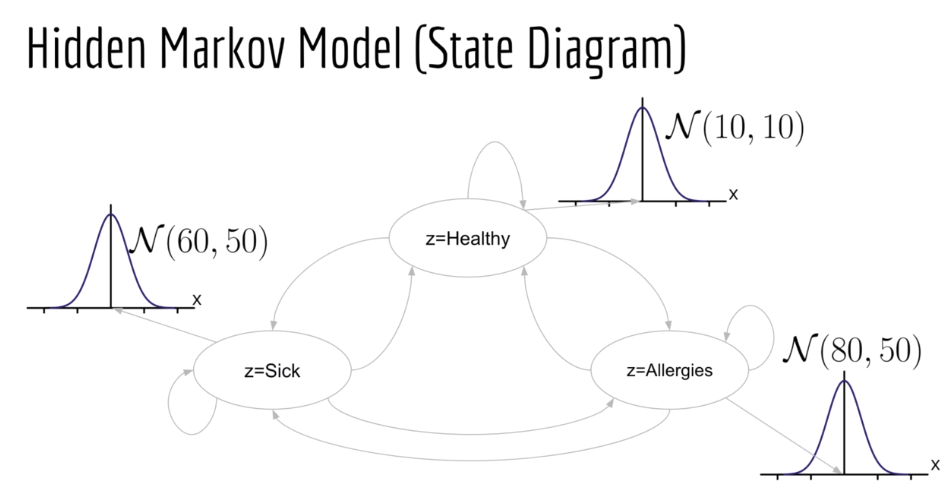 Hidden Markov Model (State Diagram)
𝒩(10, 10)
x
z=Healthy
𝒩(60, 50)
x
z=Sick
z=Allergies
𝒩(80, 50)
x